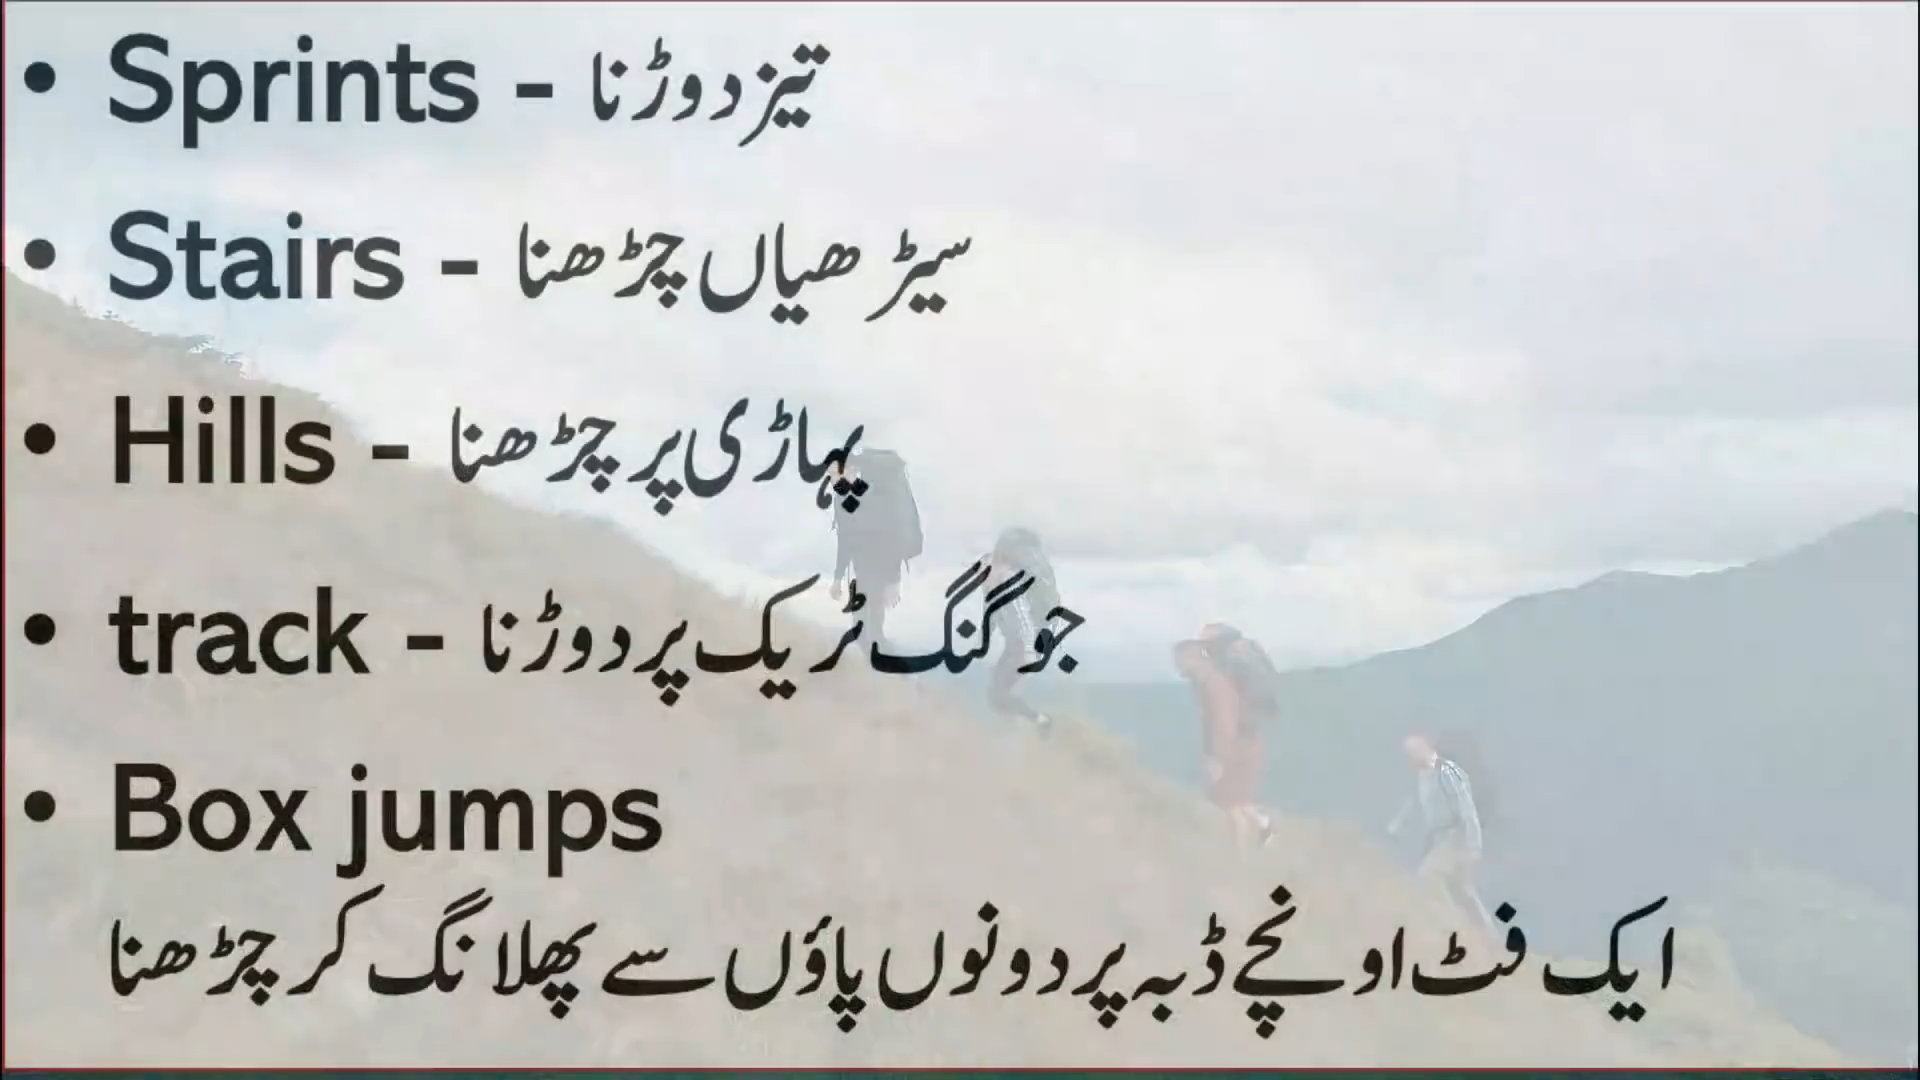 • Sprints - تیز دوڑنا
• Stairs - سیڑھیاں چڑھنا
• Hills - پہاڑی پر چڑھنا
• track - جوگنگ ٹریک پر دوڑنا
• Box jumps
ایک فٹ اونچے ڈبہ پر دونوں پاؤں سے پھلانگ کر چڑھنا